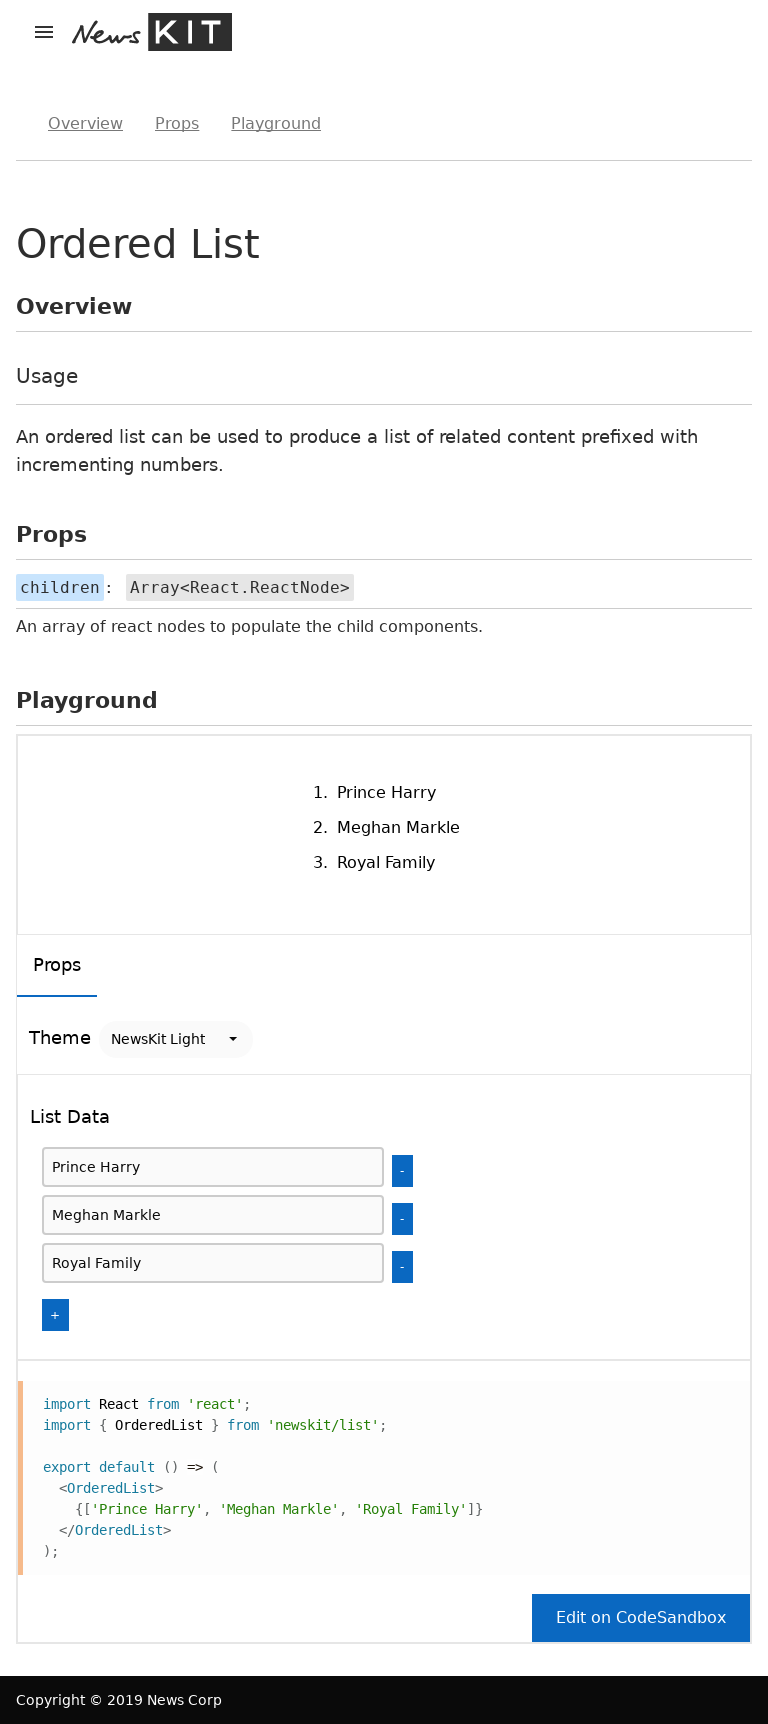 News KIT
Overview Props Playground
Ordered List
Overview
Usage
An ordered list can be used to produce a list of related content prefixed with
incrementing numbers.
Props
children: Array<React.ReactNode>
An array of react nodes to populate the child components.
Playground
1. Prince Harry
2. Meghan Markle
3. Royal Family
Props
Theme NewsKit Light
List Data
Prince Harry -
Meghan Markle -
Royal Family -
+
import React from 'react';
import { OrderedList } from 'newskit/list';
export default () => (
  <OrderedList>
    {['Prince Harry', 'Meghan Markle', 'Royal Family']}
  </OrderedList>
);
Edit on CodeSandbox
Copyright © 2019 News Corp